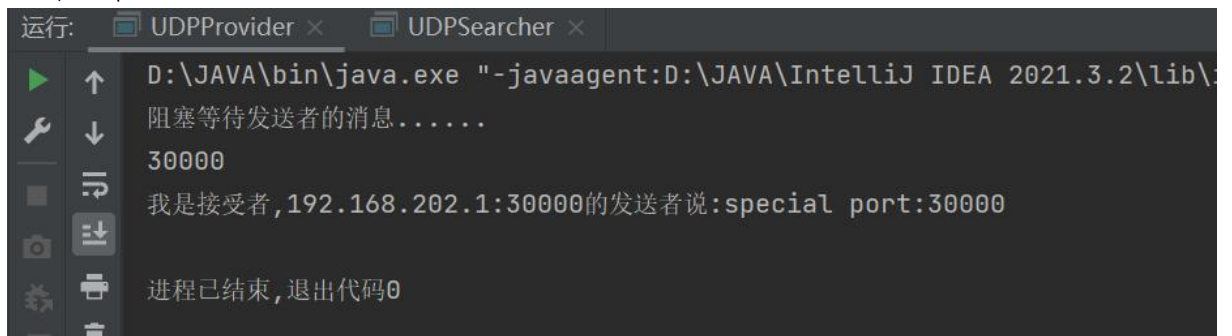 运行: UDPProvider × UDPSearcher ×
D:\JAVA\bin\java.exe "-javaagent:D:\JAVA\IntelliJ IDEA 2021.3.2\lib\
阻塞等待发送者的消息......
30000
我是接受者,192.168.202.1:30000的发送者说:special port:30000
进程已结束,退出代码0